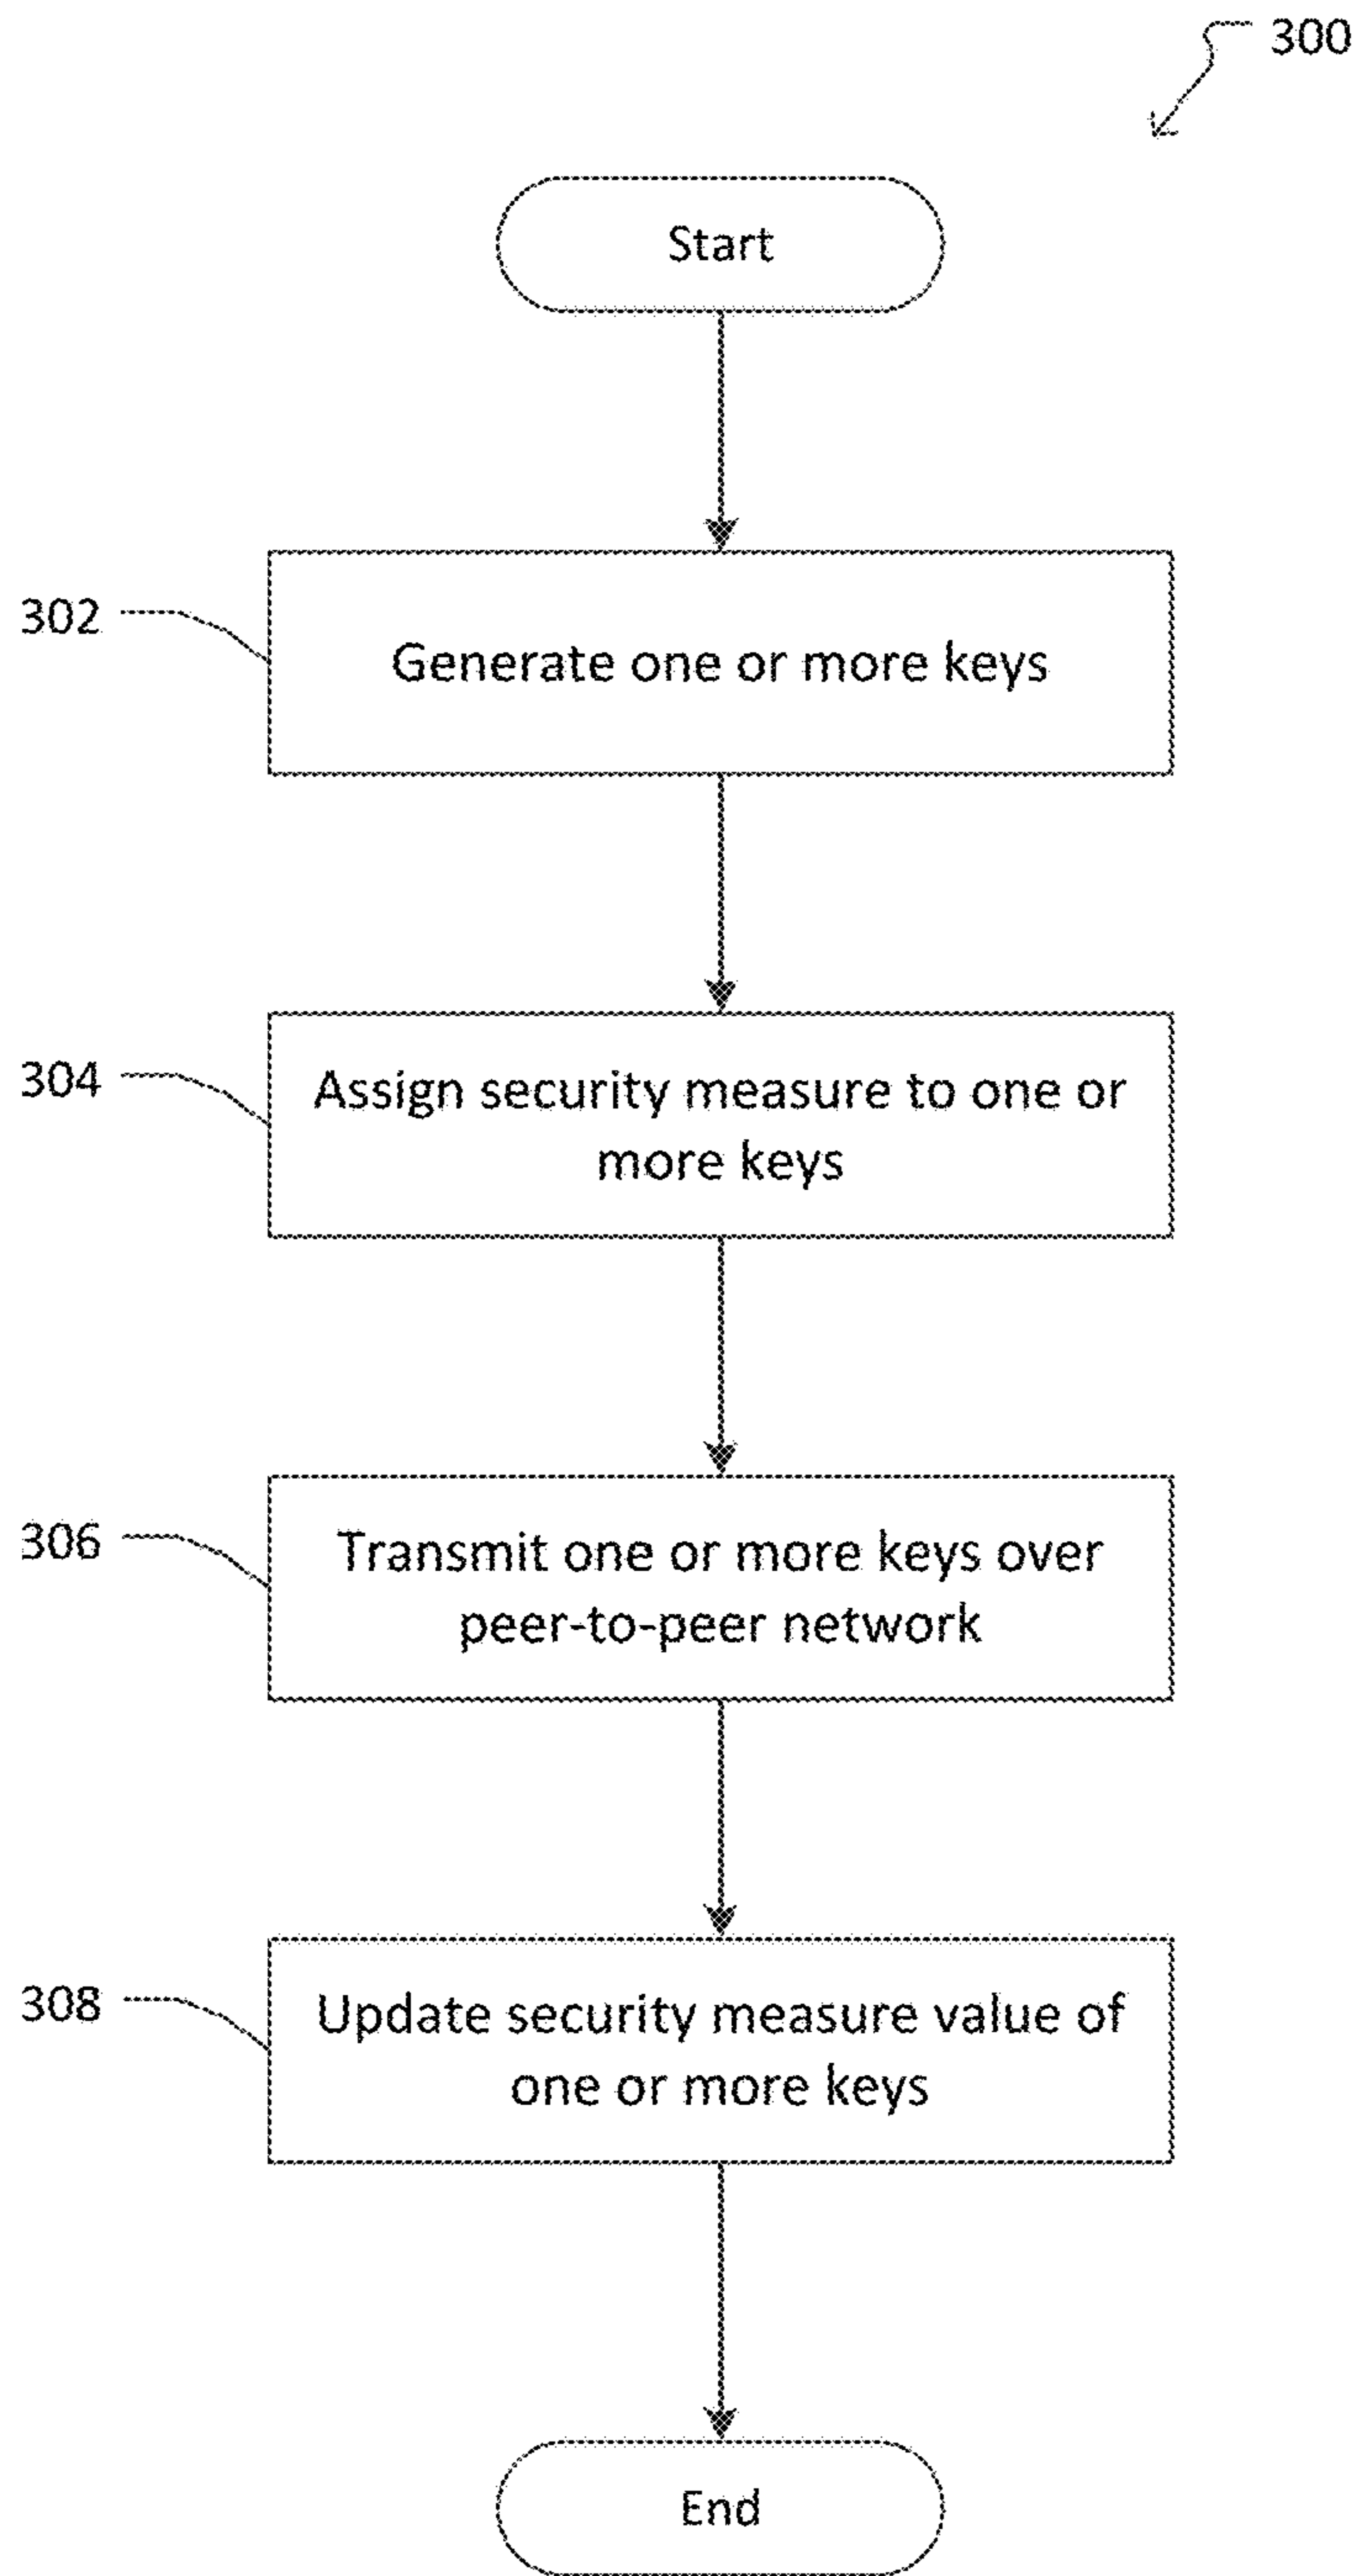 300
Start
302
Generate one or more keys
304
Assign security measure to one or
more keys
306
Transmit one or more keys over
peer-to-peer network
308
Update security measure value of
one or more keys
End